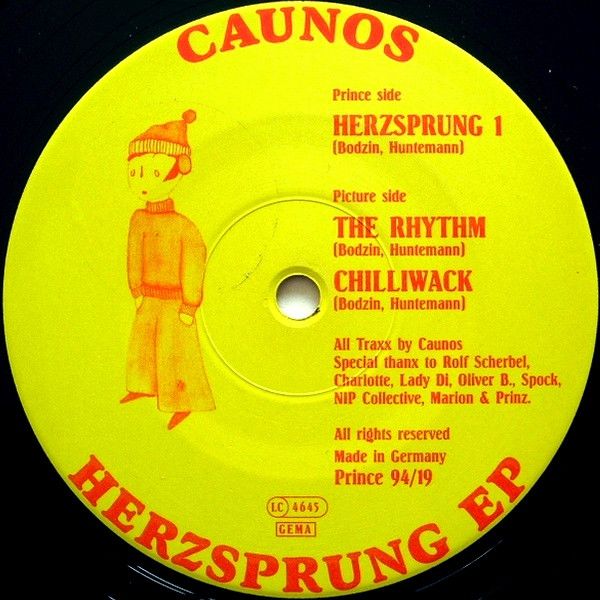 CAUNOS
Prince side
HERZSPRUNG 1
(Bodzin, Huntemann)
Picture side
THE RHYTHM
(Bodzin, Huntemann)
CHILLIWACK
(Bodzin, Huntemann)
All Traxx by Caunos
Special thanx to Rolf Scherbel,
Charlotte, Lady Di, Oliver B., Spock,
NIP Collective, Marion & Prinz.
All rights reserved
Made in Germany
Prince 94/19
LC 4645
GEMA
HERZSPRUNG EP